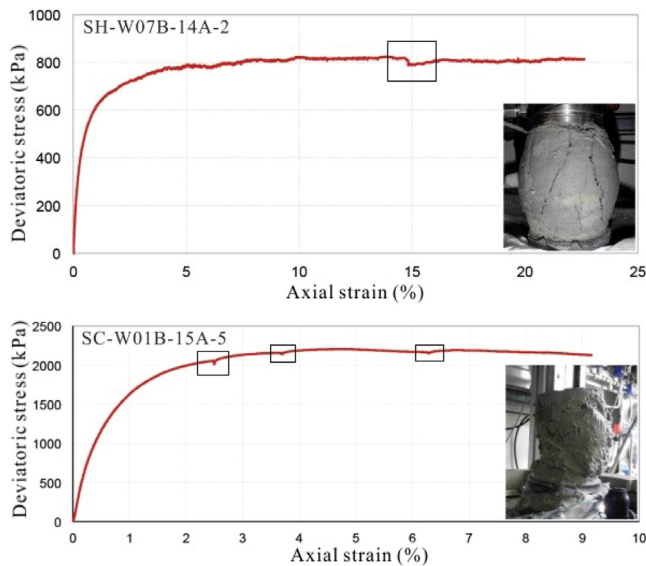 SH-W07B-14A-2
Deviatoric stress (kPa)
1000
800
600
400
200
0
0 5 10 15 20 25
Axial strain (%)
SC-W01B-15A-5
Deviatoric stress (kPa)
2500
2000
1500
1000
500
0
0 1 2 3 4 5 6 7 8 9 10
Axial strain (%)